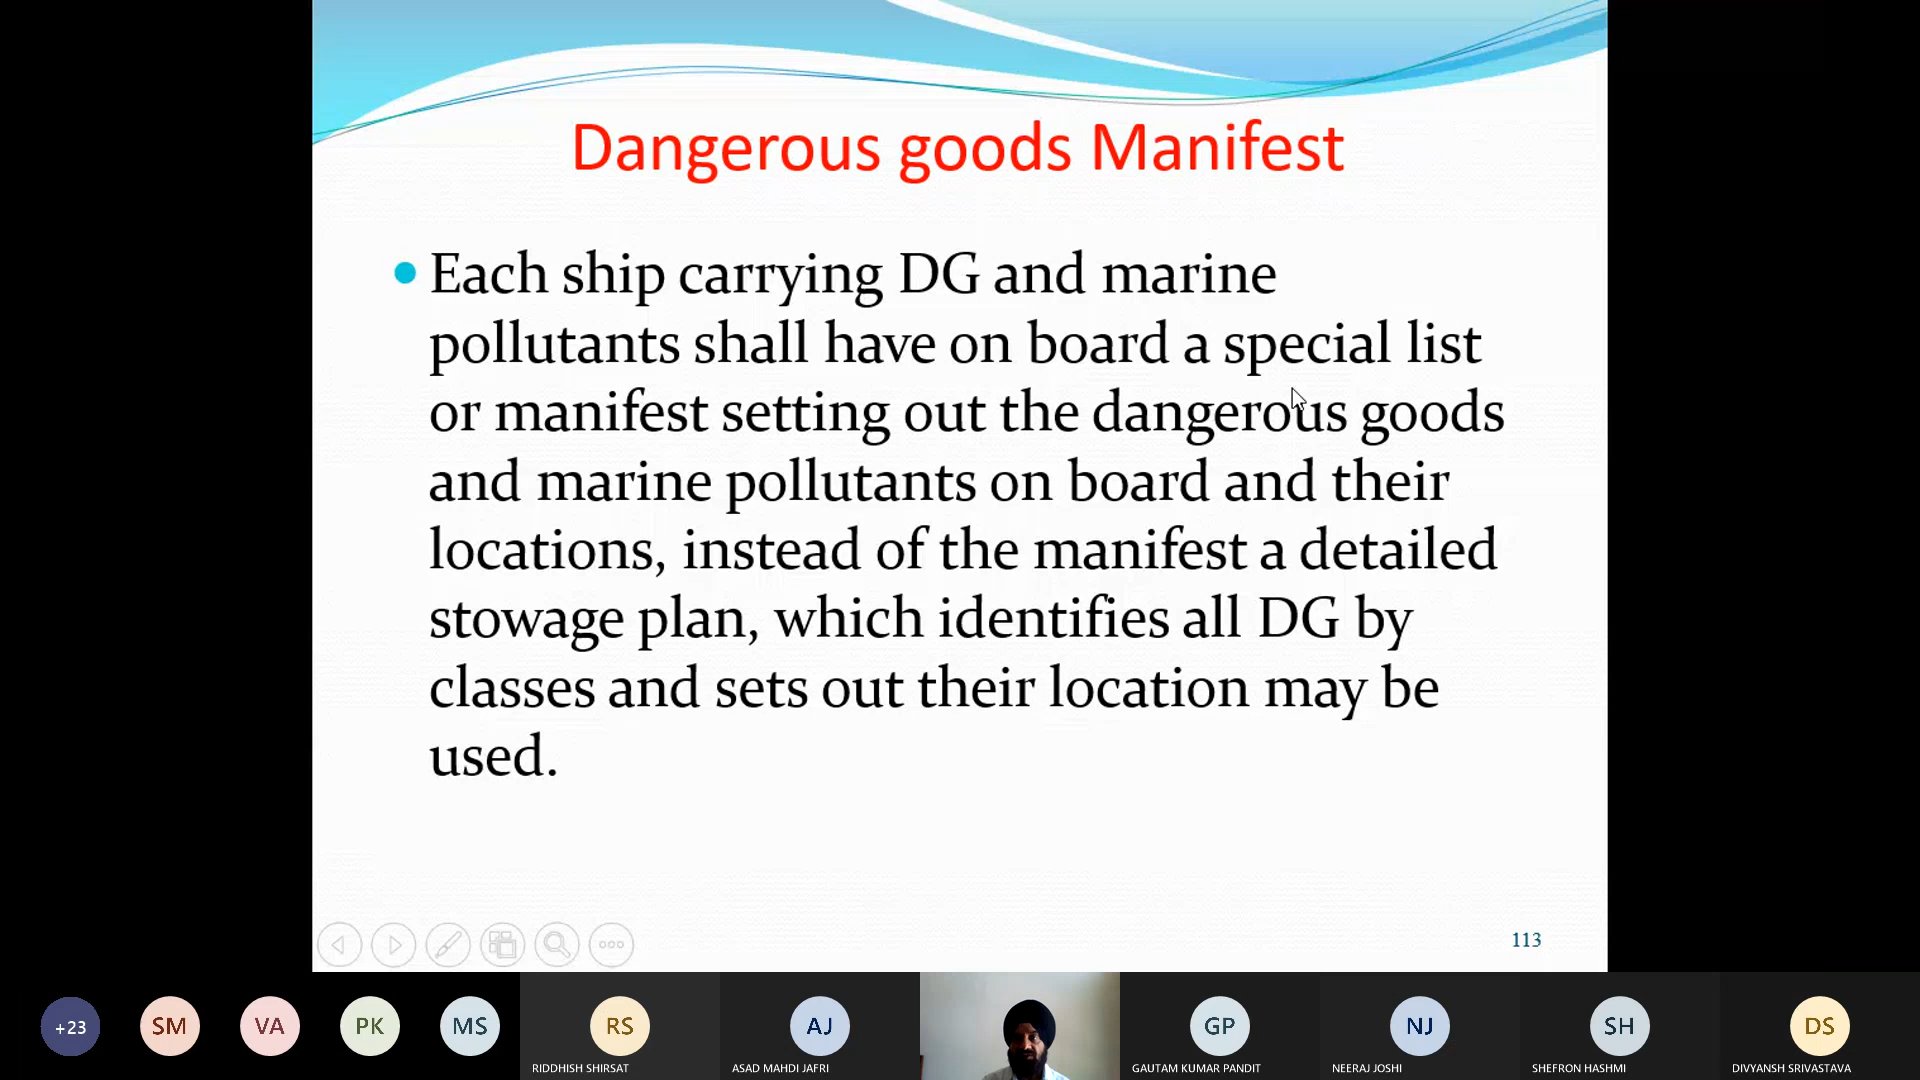 Dangerous goods Manifest
Each ship carrying DG and marine
pollutants shall have on board a special list
or manifest setting out the dangerous goods
and marine pollutants on board and their
locations, instead of the manifest a detailed
stowage plan, which identifies all DG by
classes and sets out their location may be
used.
113
+23
SM
VA
PK
MS
RS
AJ
GP
NJ
SH
DS
RIDDHISH SHIRSAT
ASAD MAHDI JAFRI
GAUTAM KUMAR PANDIT
NEERAJ JOSHI
SHEFRON HASHMI
DIVYANSH SRIVASTAVA